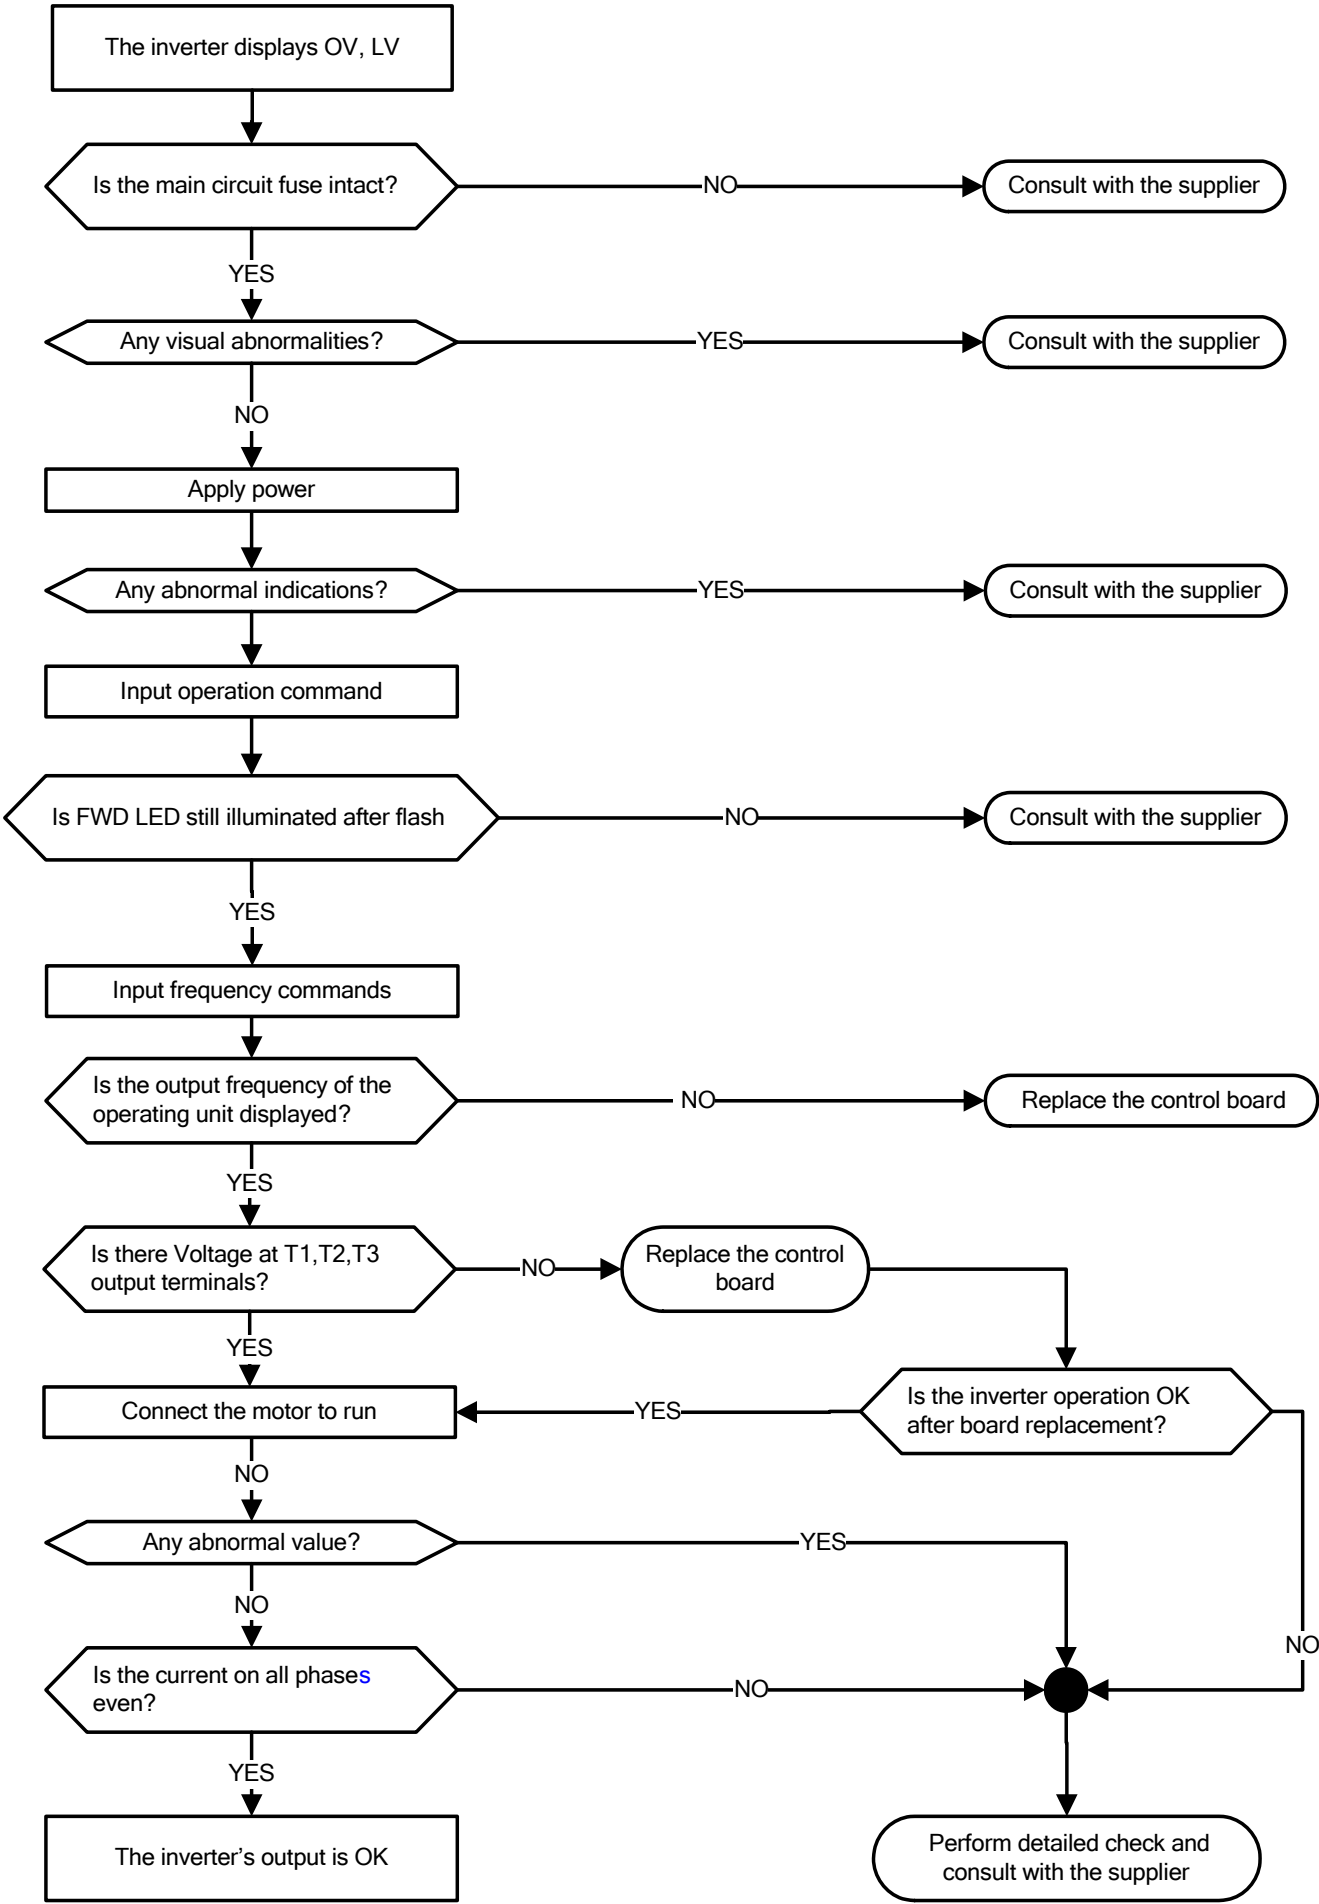 The inverter displays OV, LV
Is the main circuit fuse intact?
NO
Consult with the supplier
YES
Any visual abnormalities?
YES
Consult with the supplier
NO
Apply power
Any abnormal indications?
YES
Consult with the supplier
Input operation command
Is FWD LED still illuminated after flash
NO
Consult with the supplier
YES
Input frequency commands
Is the output frequency of the
operating unit displayed?
NO
Replace the control board
YES
Is there Voltage at T1,T2,T3
output terminals?
NO
Replace the control
board
YES
Connect the motor to run
YES
Is the inverter operation OK
after board replacement?
NO
Any abnormal value?
YES
NO
NO
Is the current on all phases
even?
NO
YES
The inverter's output is OK
Perform detailed check and
consult with the supplier